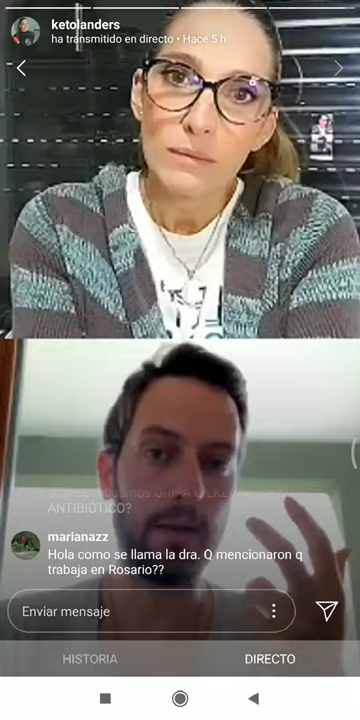 ketolanders
ha transmitido en directo • Hace 5 h
ANTIBIÓTICO?
marianazz
Hola como se llama la dra. Q mencionaron q
trabaja en Rosario??
Enviar mensaje
HISTORIA
DIRECTO